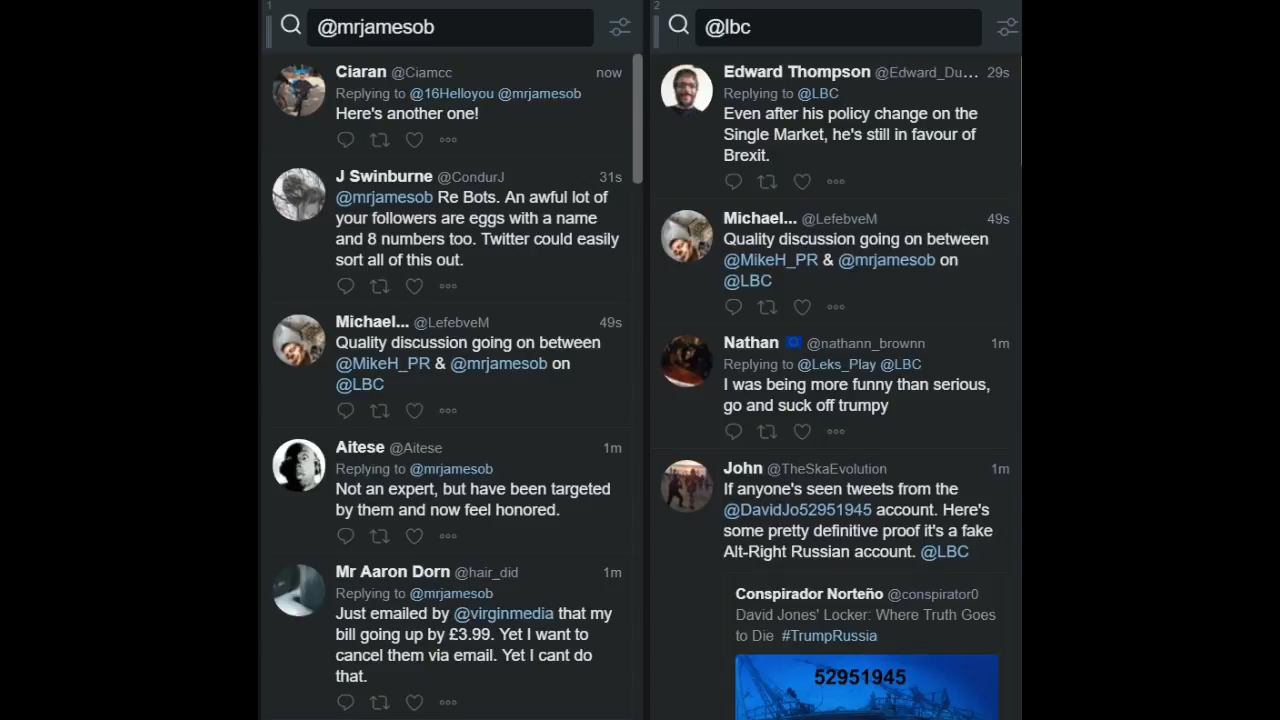 1
@mrjamesob
Ciaran @Ciamcc now
Replying to @16Helloyou @mrjamesob
Here's another one!
J Swinburne @CondurJ 31s
@mrjamesob Re Bots. An awful lot of
your followers are eggs with a name
and 8 numbers too. Twitter could easily
sort all of this out.
Michael... @LefebveM 49s
Quality discussion going on between
@MikeH_PR & @mrjamesob on
@LBC
Aitese @Aitese 1m
Replying to @mrjamesob
Not an expert, but have been targeted
by them and now feel honored.
Mr Aaron Dorn @hair_did 1m
Replying to @mrjamesob
Just emailed by @virginmedia that my
bill going up by £3.99. Yet I want to
cancel them via email. Yet I cant do
that.
2
@lbc
Edward Thompson @Edward_Du... 29s
Replying to @LBC
Even after his policy change on the
Single Market, he's still in favour of
Brexit.
Michael... @LefebveM 49s
Quality discussion going on between
@MikeH_PR & @mrjamesob on
@LBC
Nathan @nathann_brownn 1m
Replying to @Leks_Play @LBC
I was being more funny than serious,
go and suck off trumpy
John @TheSkaEvolution 1m
If anyone's seen tweets from the
@DavidJo52951945 account. Here's
some pretty definitive proof it's a fake
Alt-Right Russian account. @LBC
Conspirador Norteño @conspirator0
David Jones' Locker: Where Truth Goes
to Die #TrumpRussia
52951945